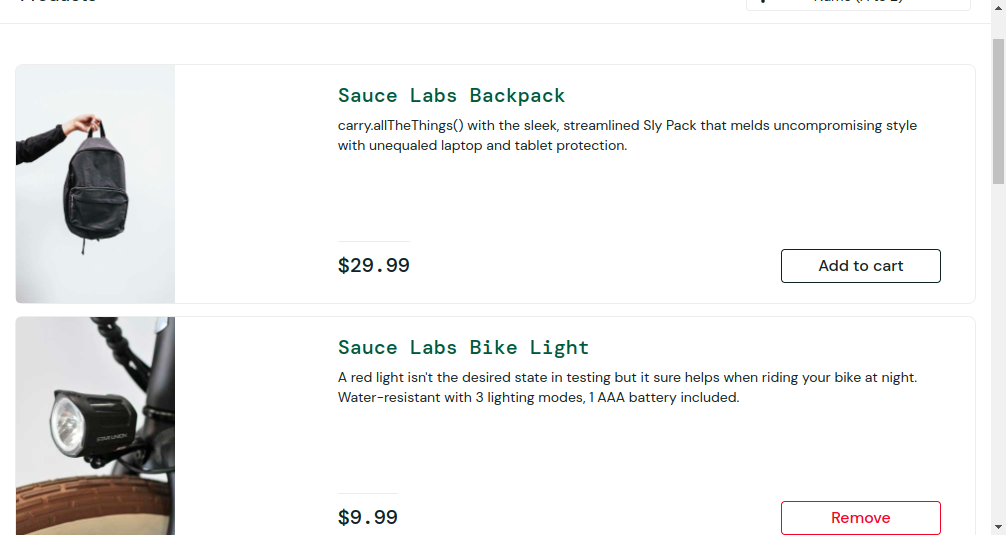 Products
Name (A to Z)
Sauce Labs Backpack
carry.allTheThings() with the sleek, streamlined Sly Pack that melds uncompromising style
with unequaled laptop and tablet protection.
$29.99
Add to cart
Sauce Labs Bike Light
A red light isn't the desired state in testing but it sure helps when riding your bike at night.
Water-resistant with 3 lighting modes, 1 AAA battery included.
$9.99
Remove